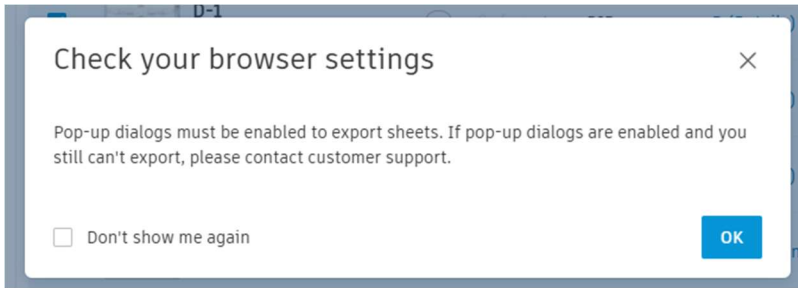 D-1
Check your browser settings
Pop-up dialogs must be enabled to export sheets. If pop-up dialogs are enabled and you
still can't export, please contact customer support.
Don't show me again
OK